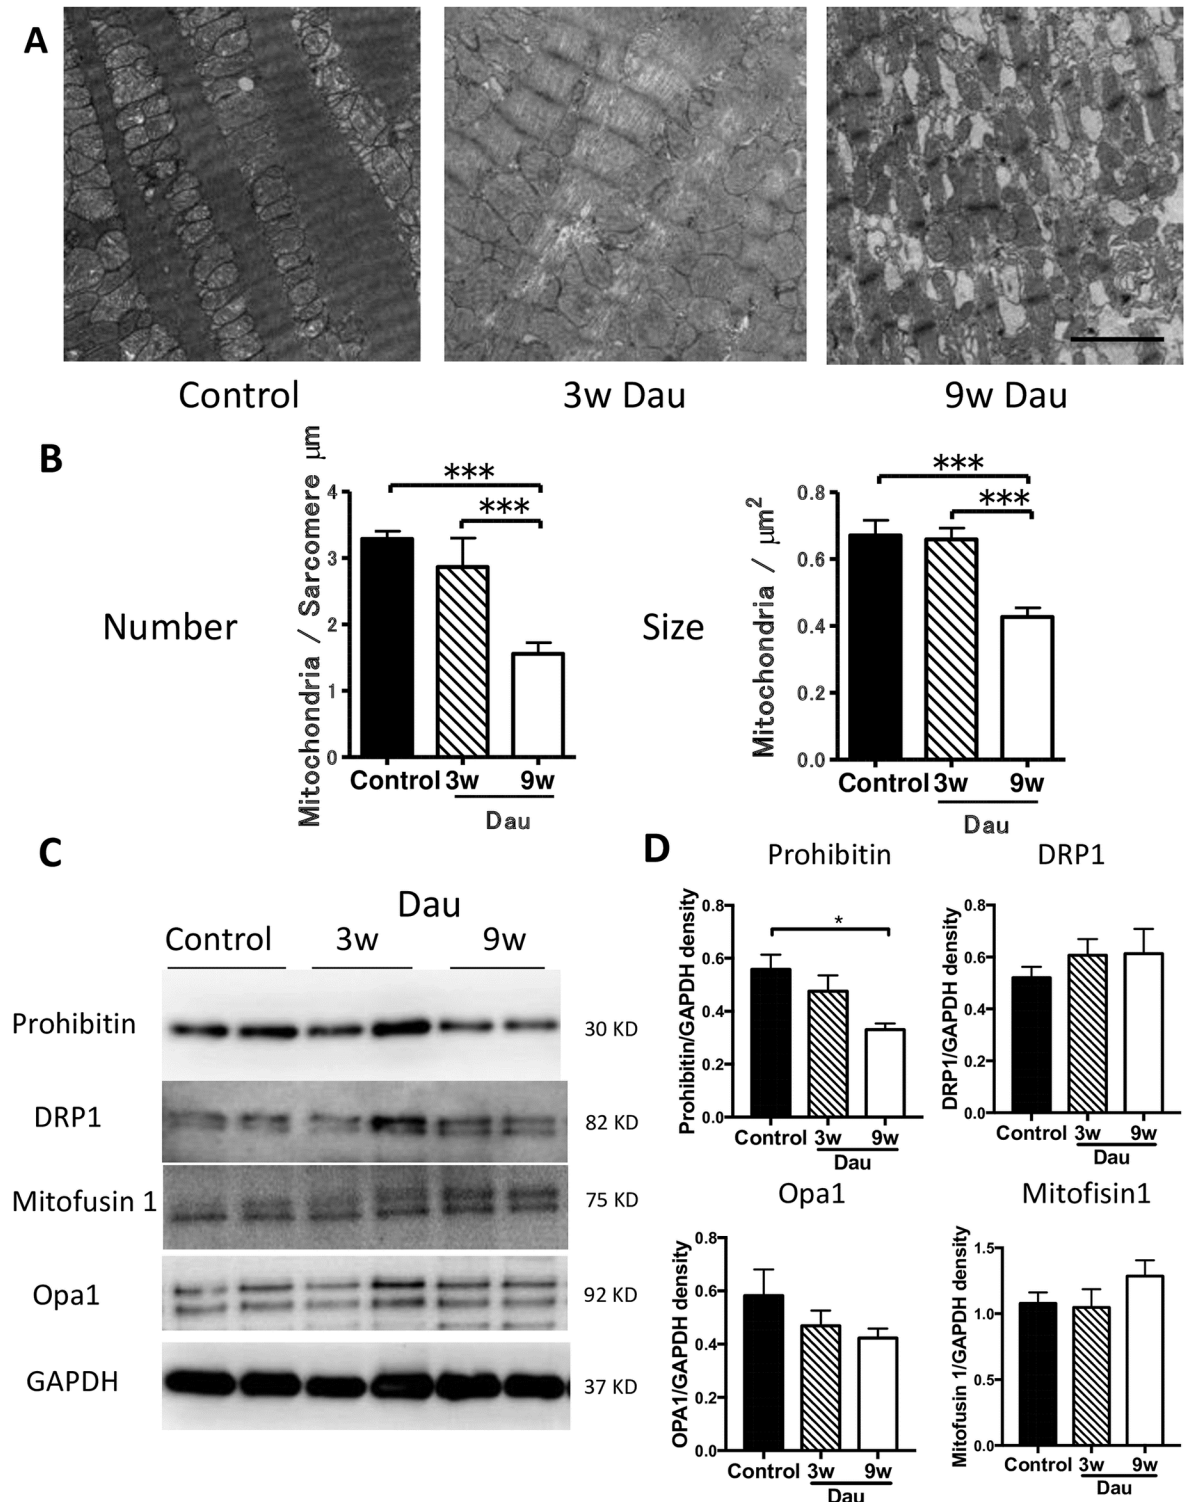 A
Control
3w Dau
9w Dau
B
Number
Mitochondria / Sarcomere μm
4
3
2
1
0
***
***
Control 3w 9w
Dau
Size
Mitochondria / μm2
0.8
0.6
0.4
0.2
0.0
***
***
Control 3w 9w
Dau
C
Dau
Control 3w 9w
Prohibitin 30 KD
DRP1 82 KD
Mitofusin 1 75 KD
Opa1 92 KD
GAPDH 37 KD
D
Prohibitin
Prohibitin/GAPDH density
0.8
0.6
0.4
0.2
0.0
*
Control 3w 9w
Dau
DRP1
DRP1/GAPDH density
0.8
0.6
0.4
0.2
0.0
Control 3w 9w
Dau
Opa1
OPA1/GAPDH density
0.8
0.6
0.4
0.2
0.0
Control 3w 9w
Dau
Mitofisin1
Mitofusin 1/GAPDH density
1.5
1.0
0.5
0.0
Control 3w 9w
Dau